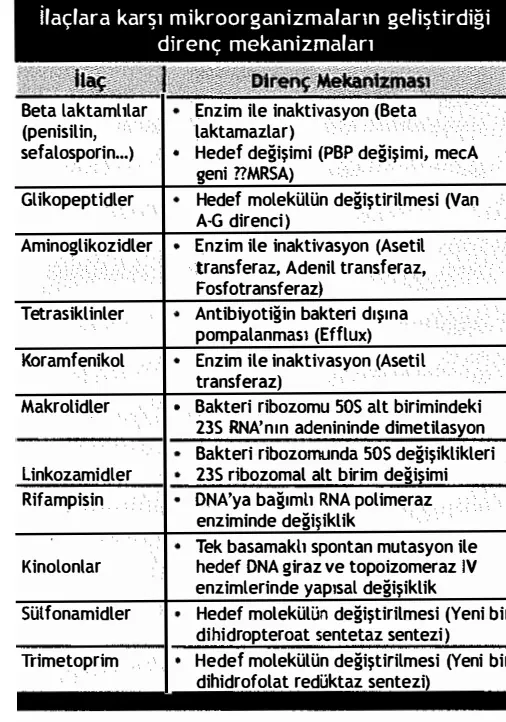 İlaçlara karşı mikroorganizmaların geliştirdiği
direnç mekanizmaları
İlaç
Direnç Mekanizması
Beta laktamlılar
(penisilin,
sefalosporin...)
• Enzim ile inaktivasyon (Beta
laktamazlar)
• Hedef değişimi (PBP değişimi, mecA
geni ??MRSA)
Glikopeptidler
• Hedef molekülün değiştirilmesi (Van
A-G direnci)
Aminoglikozidler
• Enzim ile inaktivasyon (Asetil
transferaz, Adenil transferaz,
Fosfotransferaz)
Tetrasiklinler
• Antibiyotiğin bakteri dışına
pompalanması (Efflux)
Koramfenikol
• Enzim ile inaktivasyon (Asetil
transferaz)
Makrolidler
• Bakteri ribozomu 50S alt birimindeki
23S RNA'nın adenininde dimetilasyon
Linkozamidler
• Bakteri ribozomunda 50S değişiklikleri
• 23S ribozomal alt birim değişimi
Rifampisin
• DNA'ya bağımlı RNA polimeraz
enziminde değişiklik
Kinolonlar
• Tek basamaklı spontan mutasyon ile
hedef DNA giraz ve topoizomeraz IV
enzimlerinde yapısal değişiklik
Sülfonamidler
• Hedef molekülün değiştirilmesi (Yeni bir
dihidropteroat sentetaz sentezi)
Trimetoprim
• Hedef molekülün değiştirilmesi (Yeni bir
dihidrofolat redüktaz sentezi)